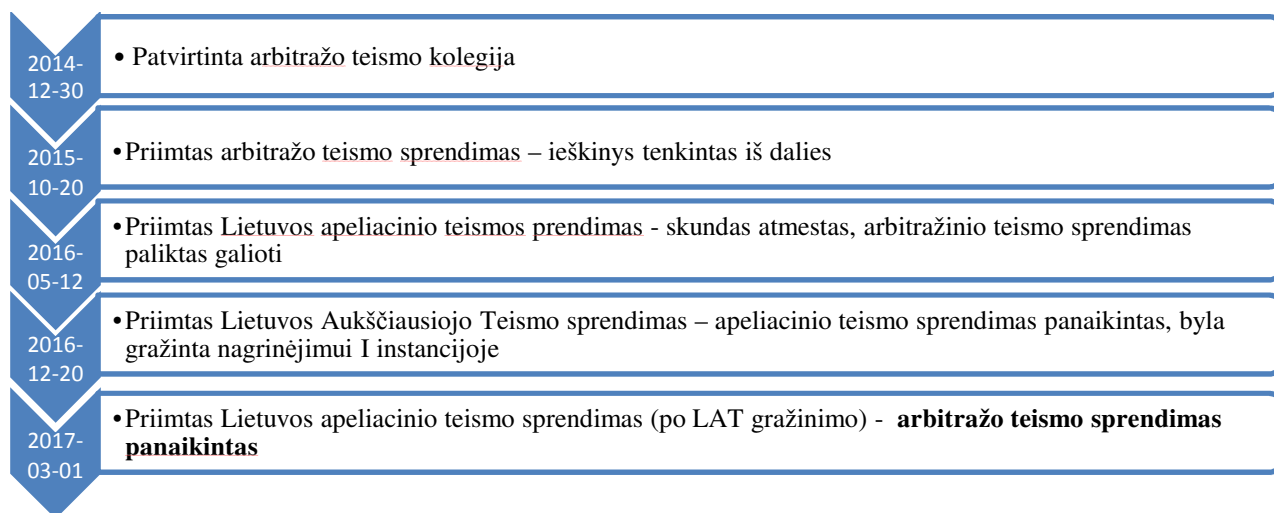 2014-
12-30
• Patvirtinta arbitražo teismo kolegija
2015-
10-20
•Priimtas arbitražo teismo sprendimas – ieškinys tenkintas iš dalies
2016-
05-12
•Priimtas Lietuvos apeliacinio teismos prendimas - skundas atmestas, arbitražinio teismo sprendimas
paliktas galioti
2016-
12-20
•Priimtas Lietuvos Aukščiausiojo Teismo sprendimas – apeliacinio teismo sprendimas panaikintas, byla
gražinta nagrinėjimui I instancijoje
2017-
03-01
•Priimtas Lietuvos apeliacinio teismo sprendimas (po LAT gražinimo) - arbitražo teismo sprendimas
panaikintas